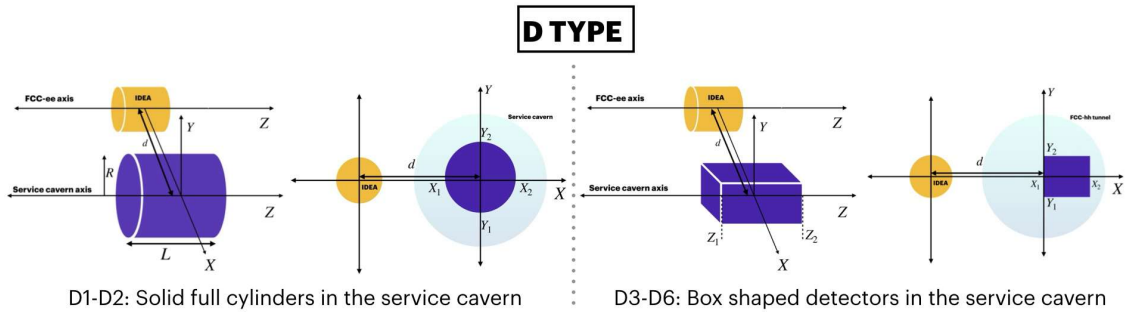 D TYPE
FCC-ee axis
IDEA
Z
Y
d
R
Service cavern axis
Z
L
X
Y
Service cavern
Y2
d
IDEA
X1
X2
X
Y1
D1-D2: Solid full cylinders in the service cavern
FCC-ee axis
IDEA
Z
Y
d
Service cavern axis
Z
Z1
Z2
X
Y
FCC-hh tunnel
Y2
d
IDEA
X1
X2
X
Y1
D3-D6: Box shaped detectors in the service cavern